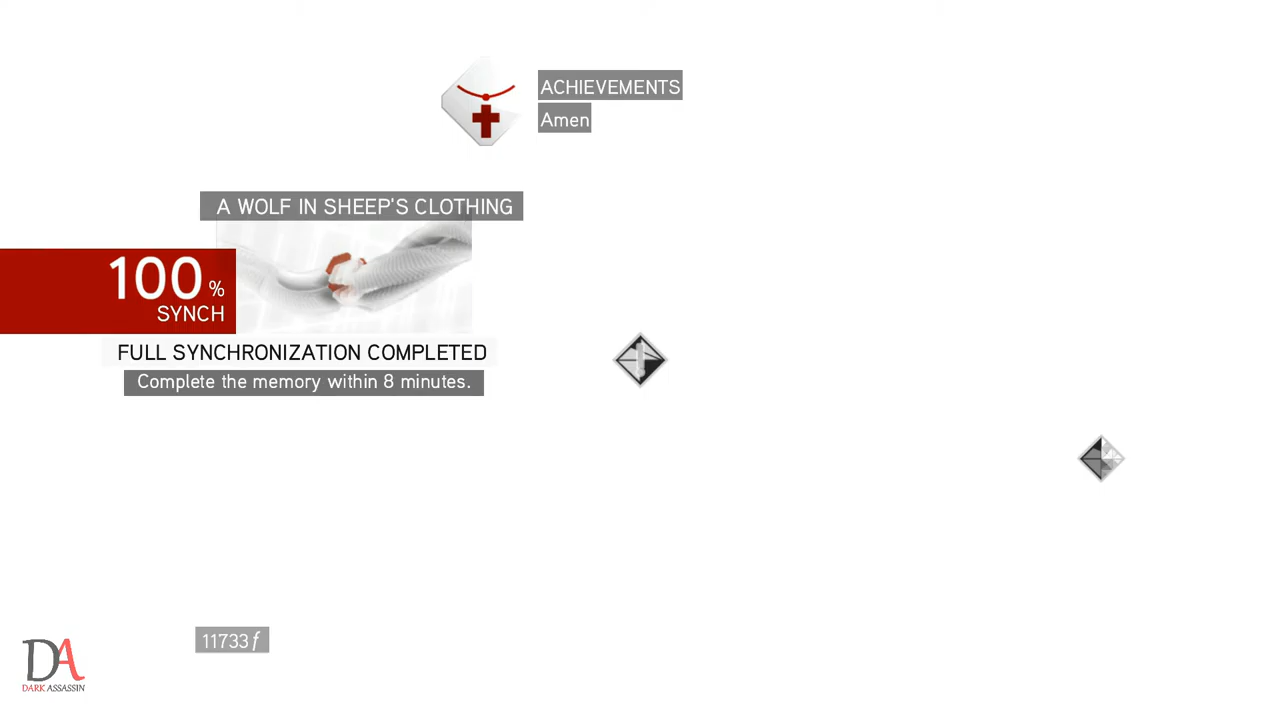 ACHIEVEMENTS
Amen
A WOLF IN SHEEP'S CLOTHING
100 %
SYNCH
FULL SYNCHRONIZATION COMPLETED
Complete the memory within 8 minutes.
11733 ƒ
DA
DARK ASSASSIN